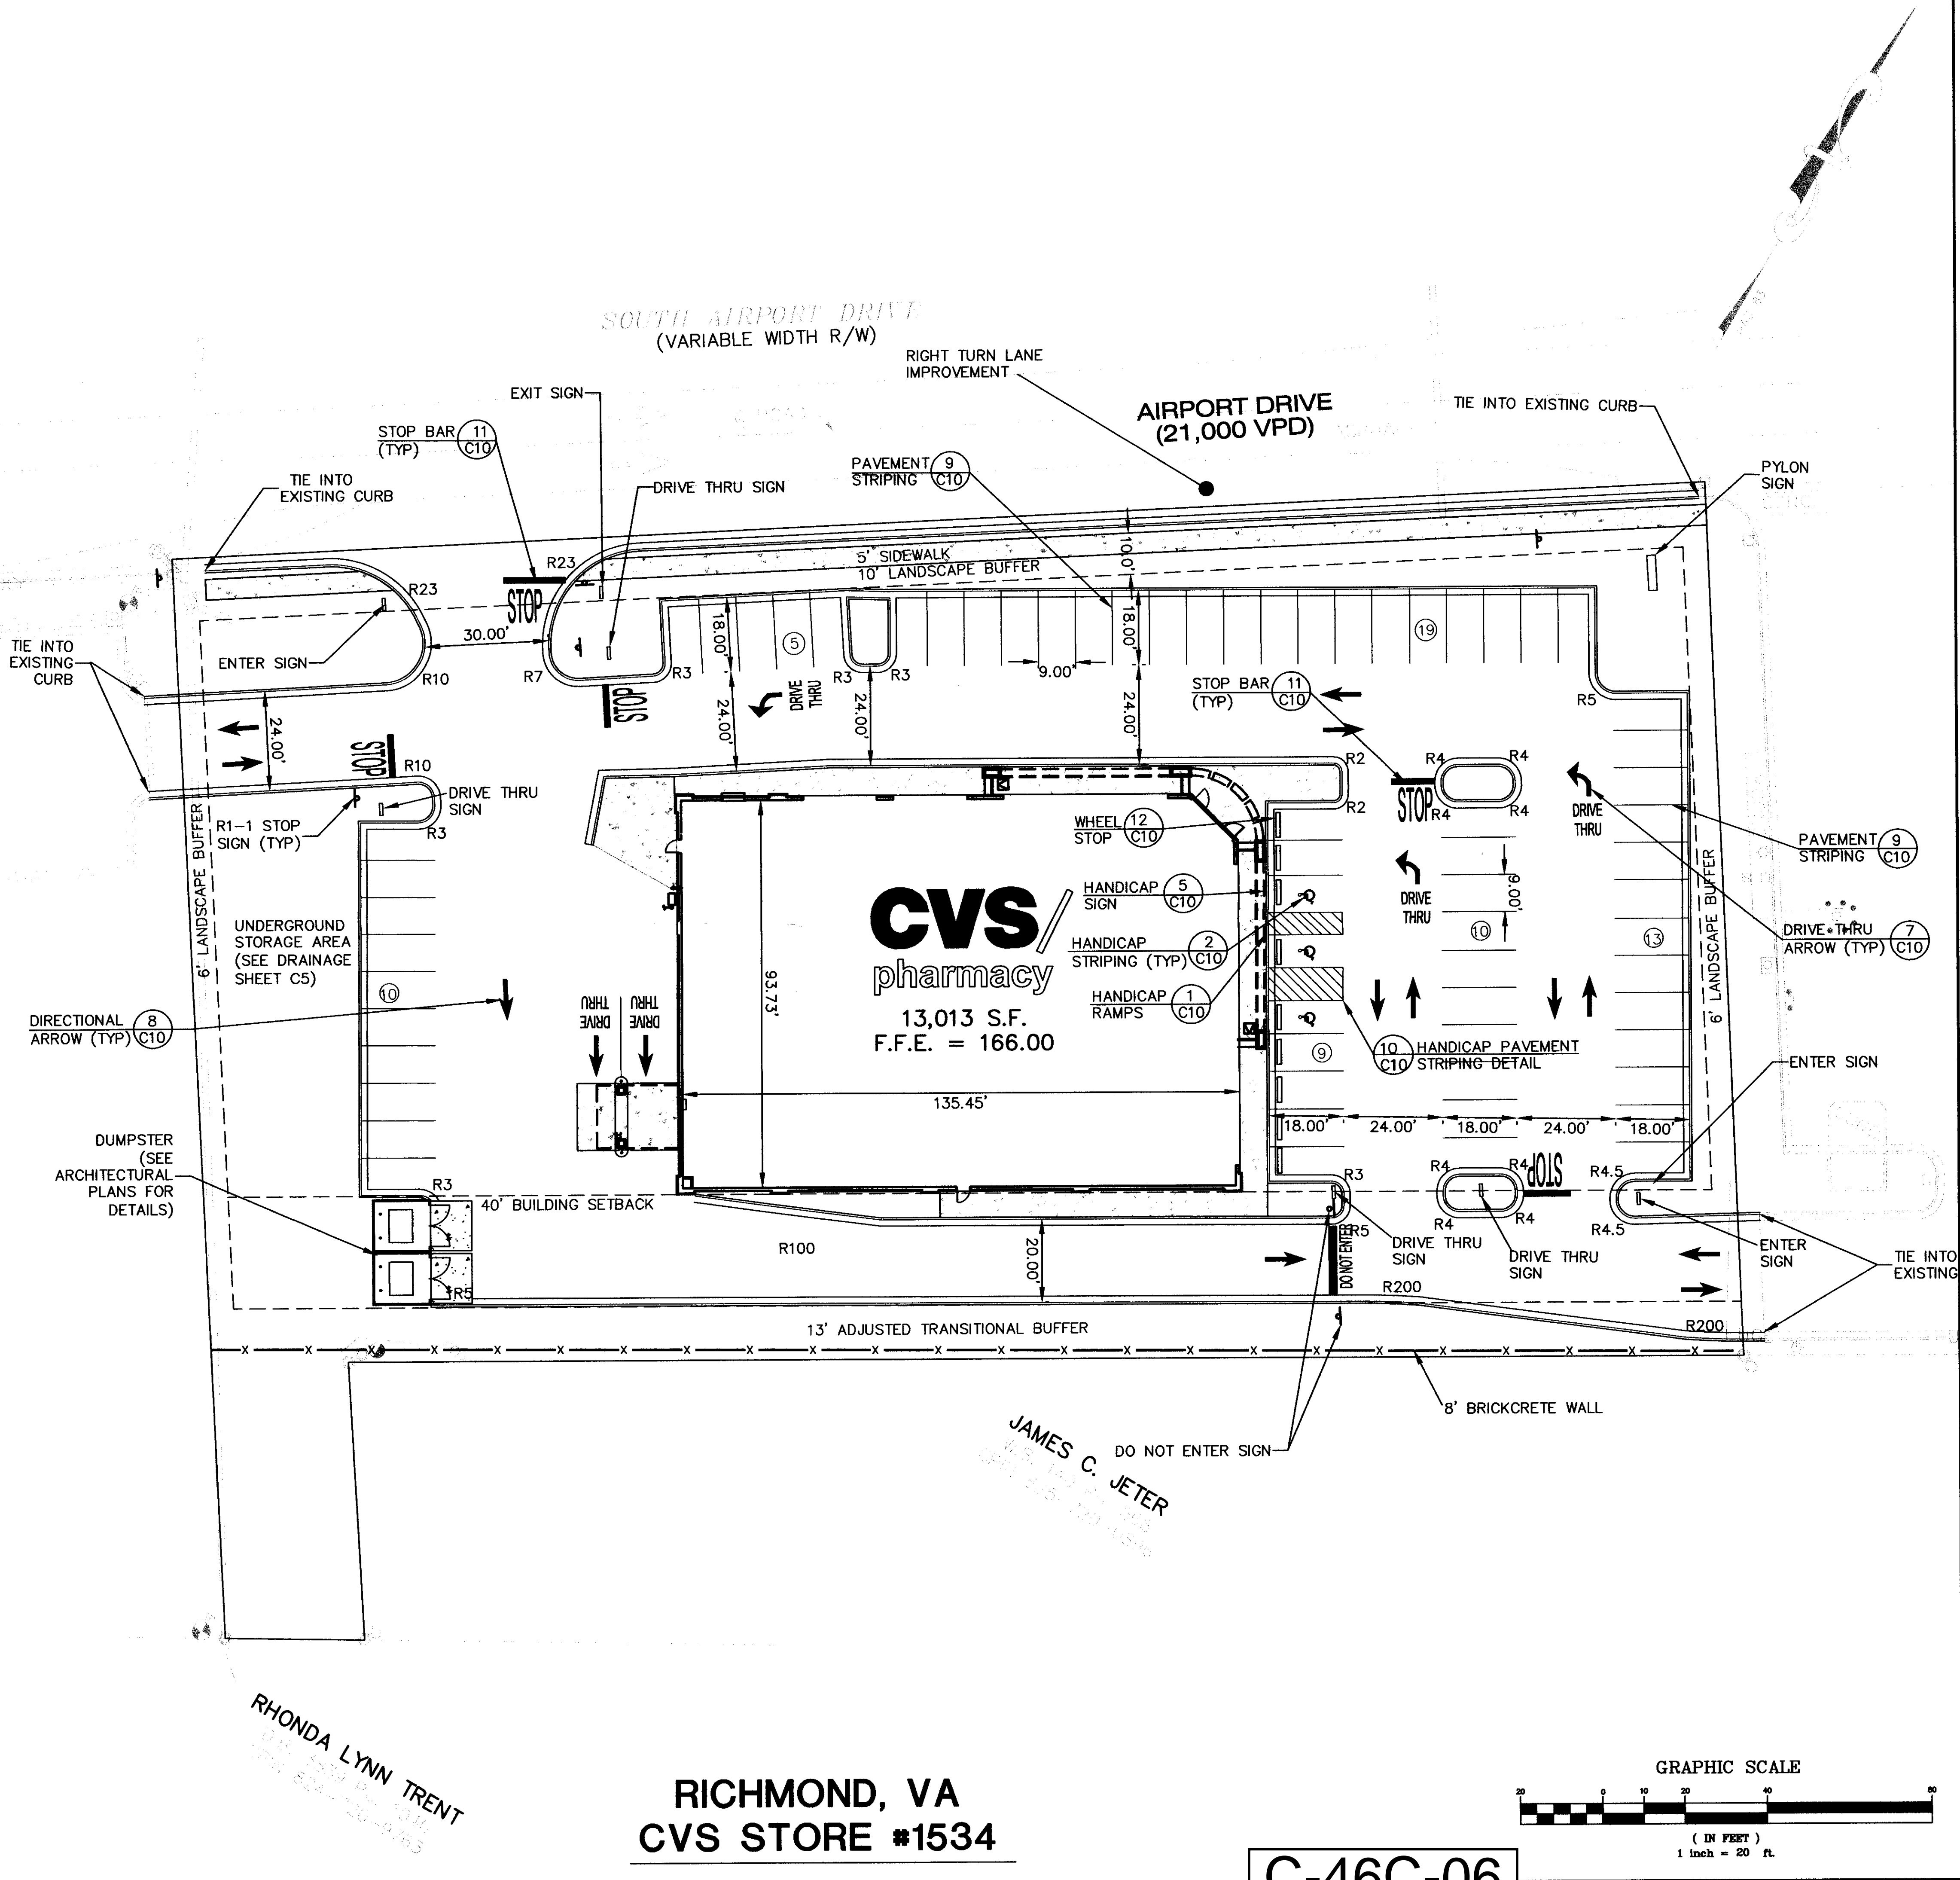 SOUTH AIRPORT DRIVE
(VARIABLE WIDTH R/W)
RIGHT TURN LANE
IMPROVEMENT
AIRPORT DRIVE
(21,000 VPD)
TIE INTO EXISTING CURB
EXIT SIGN
STOP BAR 11
(TYP) C10
TIE INTO
EXISTING CURB
DRIVE THRU SIGN
PAVEMENT 9
STRIPING C10
PYLON
SIGN
R23
5' SIDEWALK
10' LANDSCAPE BUFFER
10.0'
R23
STOP
30.00'
TIE INTO
EXISTING
CURB
ENTER SIGN
R10
R7
R3
18.00'
5
R3
R3
9.00'
18.00'
19
R5
STOP
DRIVE
THRU
24.00'
24.00'
24.00'
24.00'
STOP BAR 11
(TYP) C10
STOP
R10
DRIVE THRU
SIGN
R1-1 STOP
SIGN (TYP)
R3
R2
R2
R4
R4
R4
R4
STOP
DRIVE
THRU
WHEEL 12
STOP C10
PAVEMENT 9
STRIPING C10
6' LANDSCAPE BUFFER
UNDERGROUND
STORAGE AREA
(SEE DRAINAGE
SHEET C5)
10
CVS/
pharmacy
13,013 S.F.
F.F.E. = 166.00
93.73'
135.45'
HANDICAP 5
SIGN C10
HANDICAP 2
STRIPING (TYP) C10
HANDICAP 1
RAMPS C10
DRIVE
THRU
9.00'
10
13
6' LANDSCAPE BUFFER
DRIVE THRU 7
ARROW (TYP) C10
DIRECTIONAL 8
ARROW (TYP) C10
DRIVE
THRU
DRIVE
THRU
9
10 HANDICAP PAVEMENT
C10 STRIPING DETAIL
ENTER SIGN
18.00'
24.00'
18.00'
24.00'
18.00'
DUMPSTER
(SEE
ARCHITECTURAL
PLANS FOR
DETAILS)
R3
40' BUILDING SETBACK
R3
R4
R4
STOP
R4.5
R4
R4
R4.5
R5
R100
20.00'
R5
DO NOT ENTER
DRIVE THRU
SIGN
DRIVE THRU
SIGN
ENTER
SIGN
TIE INTO
EXISTING
R200
R200
13' ADJUSTED TRANSITIONAL BUFFER
8' BRICKCRETE WALL
DO NOT ENTER SIGN
JAMES C. JETER
RHONDA LYNN TRENT
RICHMOND, VA
CVS STORE #1534
GRAPHIC SCALE
20 0 10 20 40 80
( IN FEET )
1 inch = 20 ft.
C-46C-06